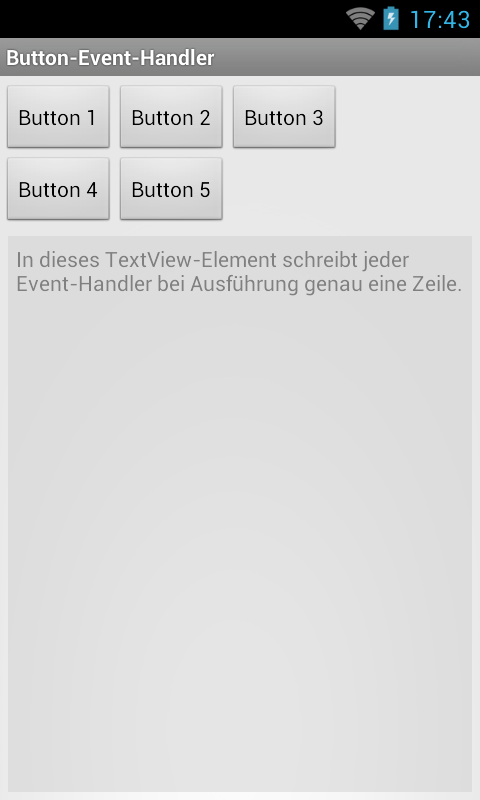 17:43
Button-Event-Handler
Button 1 Button 2 Button 3
Button 4 Button 5
In dieses TextView-Element schreibt jeder
Event-Handler bei Ausführung genau eine Zeile.